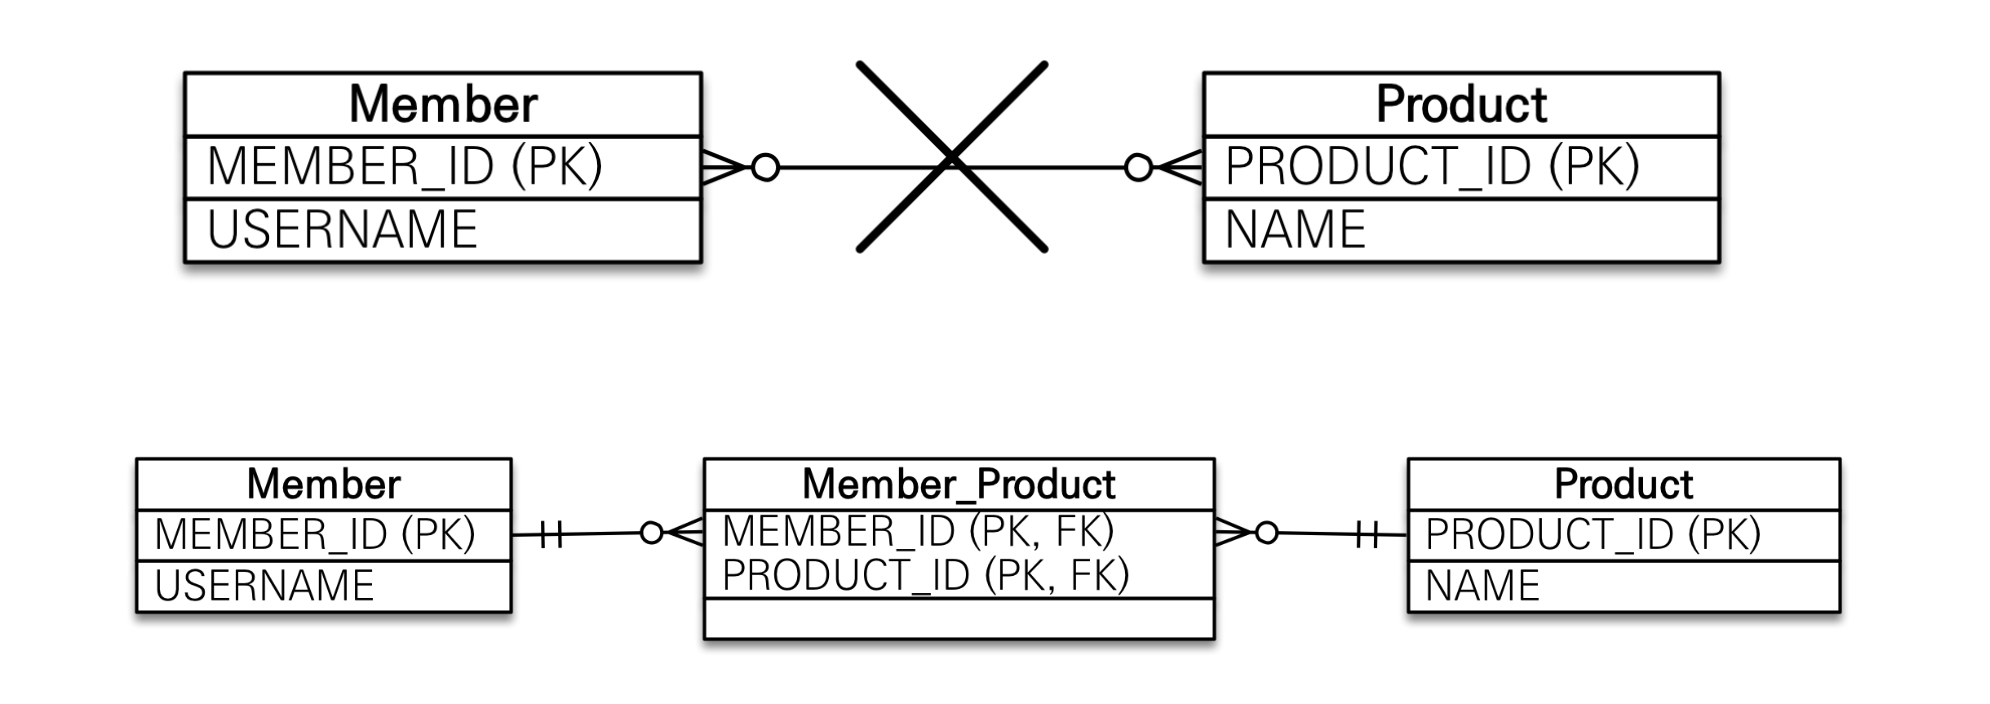 Member
MEMBER_ID (PK)
USERNAME
Product
PRODUCT_ID (PK)
NAME
Member
MEMBER_ID (PK)
USERNAME
Member_Product
MEMBER_ID (PK, FK)
PRODUCT_ID (PK, FK)
Product
PRODUCT_ID (PK)
NAME